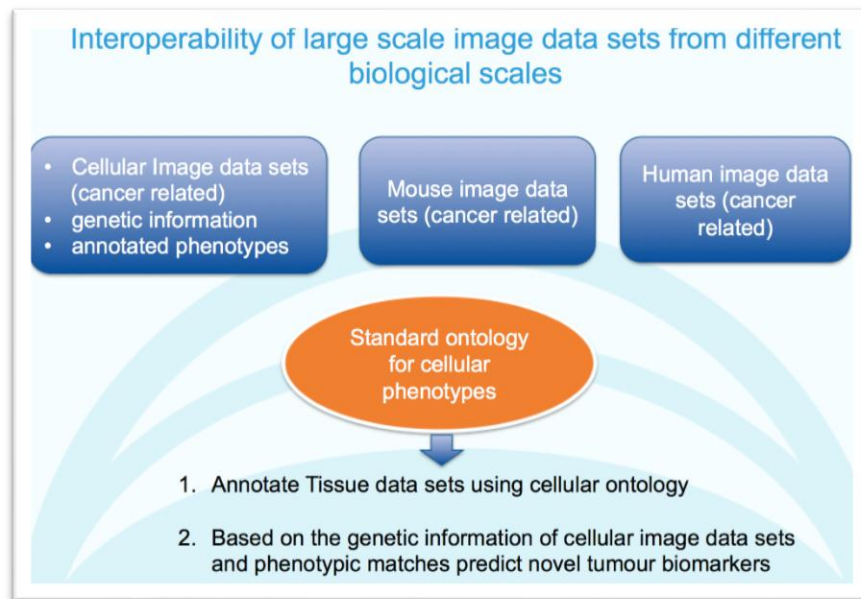 Interoperability of large scale image data sets from different
biological scales
• Cellular Image data sets
(cancer related)
• genetic information
• annotated phenotypes
Mouse image data
sets (cancer related)
Human image data
sets (cancer
related)
Standard ontology
for cellular
phenotypes
1. Annotate Tissue data sets using cellular ontology
2. Based on the genetic information of cellular image data sets
and phenotypic matches predict novel tumour biomarkers